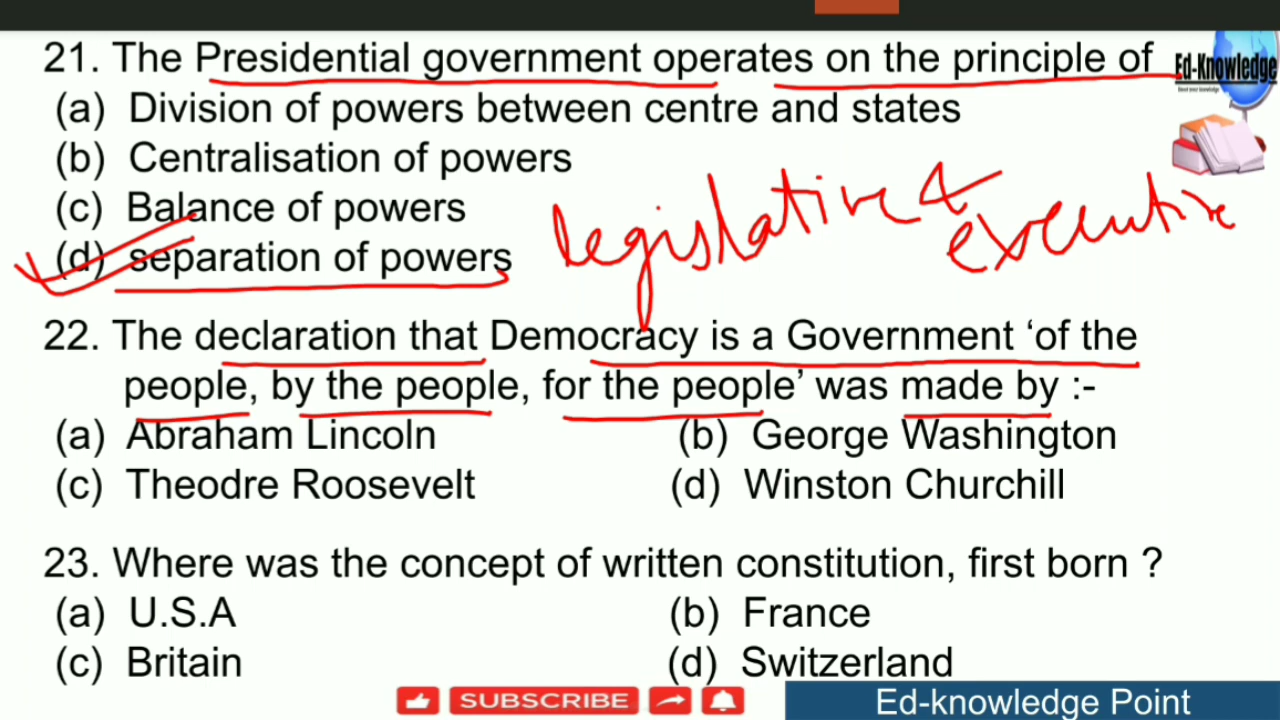 21. The Presidential government operates on the principle of
Ed-Knowledge
(a) Division of powers between centre and states
(b) Centralisation of powers
(c) Balance of powers
(d) separation of powers
legislative &
executive
22. The declaration that Democracy is a Government ‘of the
people, by the people, for the people’ was made by :-
(a) Abraham Lincoln (b) George Washington
(c) Theodre Roosevelt (d) Winston Churchill
23. Where was the concept of written constitution, first born ?
(a) U.S.A (b) France
(c) Britain (d) Switzerland
SUBSCRIBE
Ed-knowledge Point